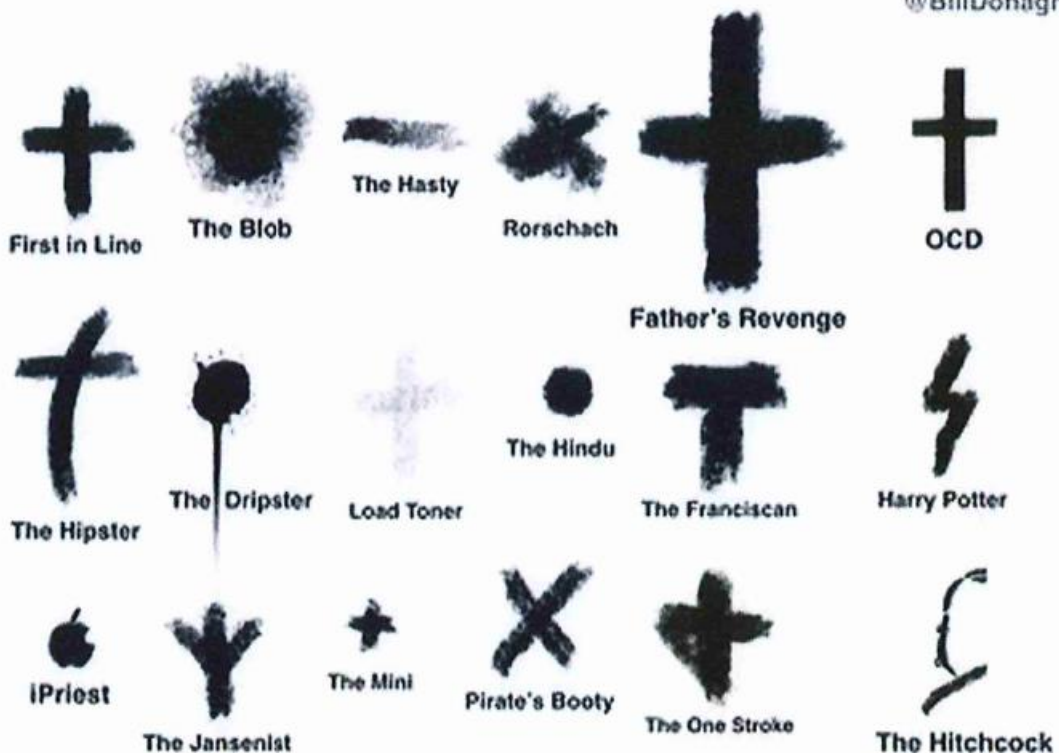 First in Line
The Blob
The Hasty
Rorschach
Father's Revenge
OCD
The Hipster
The Dripster
Load Toner
The Hindu
The Franciscan
Harry Potter
iPriest
The Jansenist
The Mini
Pirate's Booty
The One Stroke
The Hitchcock